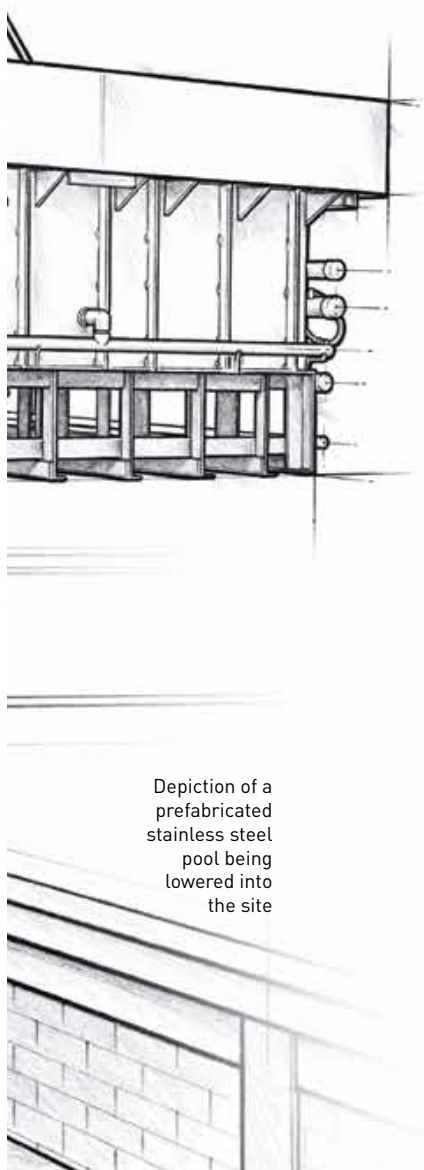 Depiction of a
prefabricated
stainless steel
pool being
lowered into
the site